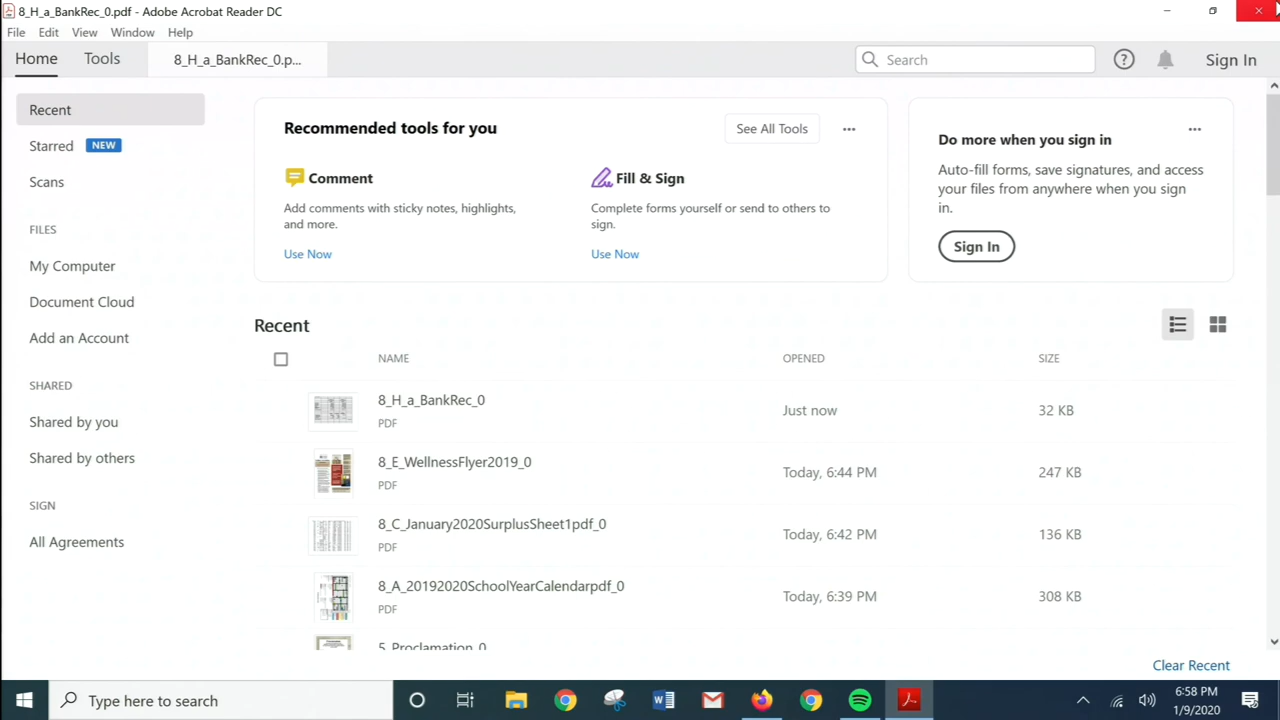 8_H_a_BankRec_0.pdf - Adobe Acrobat Reader DC
File Edit View Window Help
Home Tools 8_H_a_BankRec_0.p... Search Sign In
Recent
Starred NEW
Scans
FILES
My Computer
Document Cloud
Add an Account
SHARED
Shared by you
Shared by others
SIGN
All Agreements
Recommended tools for you See All Tools
Comment
Add comments with sticky notes, highlights,
and more.
Use Now
Fill & Sign
Complete forms yourself or send to others to
sign.
Use Now
Do more when you sign in
Auto-fill forms, save signatures, and access
your files from anywhere when you sign
in.
Sign In
Recent
NAME OPENED SIZE
8_H_a_BankRec_0
PDF
Just now 32 KB
8_E_WellnessFlyer2019_0
PDF
Today, 6:44 PM 247 KB
8_C_January2020SurplusSheet1pdf_0
PDF
Today, 6:42 PM 136 KB
8_A_20192020SchoolYearCalendarpdf_0
PDF
Today, 6:39 PM 308 KB
5_Proclamation_0
Clear Recent
Type here to search
6:58 PM
1/9/2020